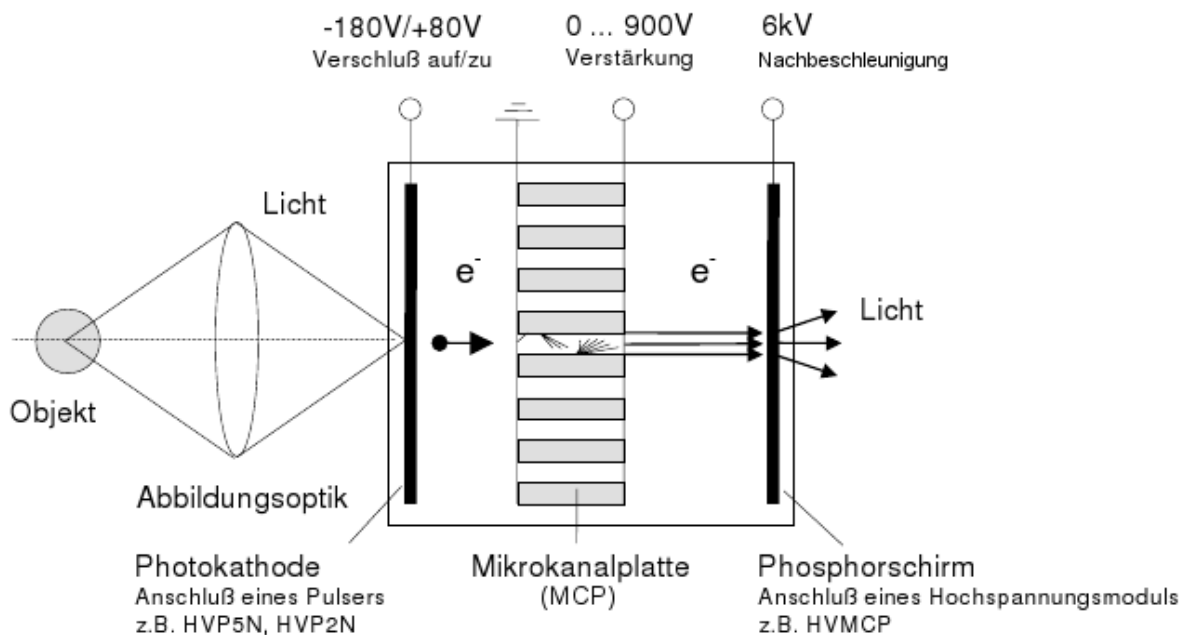 -180V/+80V
Verschluß auf/zu
0 ... 900V
Verstärkung
6kV
Nachbeschleunigung
Licht
e-
e-
Licht
Objekt
Abbildungsoptik
Photokathode
Anschluß eines Pulsers
z.B. HVP5N, HVP2N
Mikrokanalplatte
(MCP)
Phosphorschirm
Anschluß eines Hochspannungsmoduls
z.B. HVMCP